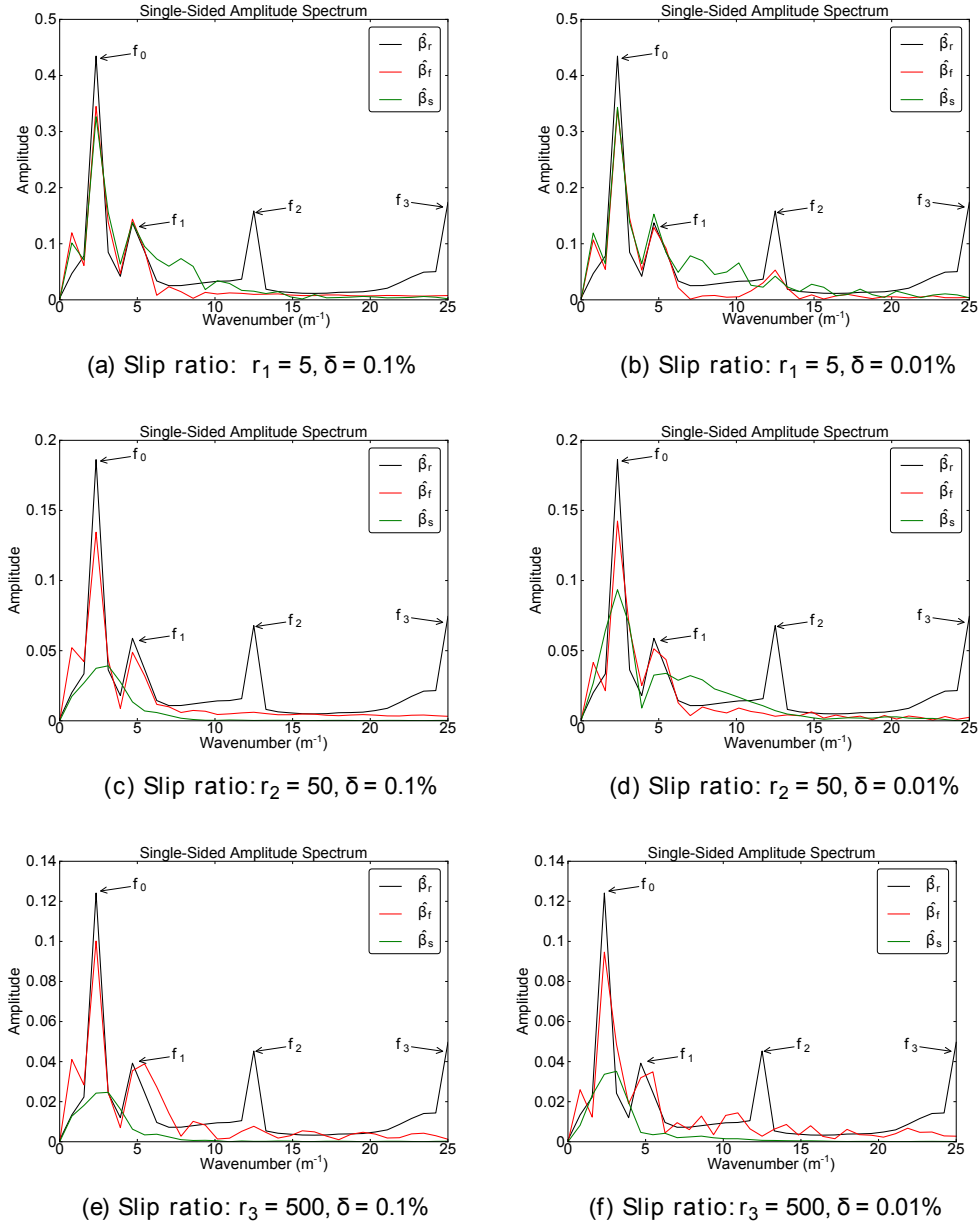 Single-Sided Amplitude Spectrum
0.5
0.4
0.3
0.2
0.1
0
Amplitude
f₀
f₁
f₂
f₃
β̂ᵣ
β̂f
β̂ₛ
0 5 10 15 20 25
Wavenumber (m⁻¹)
(a) Slip ratio: r₁ = 5, δ = 0.1%
Single-Sided Amplitude Spectrum
0.5
0.4
0.3
0.2
0.1
0
Amplitude
f₀
f₁
f₂
f₃
β̂ᵣ
β̂f
β̂ₛ
0 5 10 15 20 25
Wavenumber (m⁻¹)
(b) Slip ratio: r₁ = 5, δ = 0.01%
Single-Sided Amplitude Spectrum
0.2
0.15
0.1
0.05
0
Amplitude
f₀
f₁
f₂
f₃
β̂ᵣ
β̂f
β̂ₛ
0 5 10 15 20 25
Wavenumber (m⁻¹)
(c) Slip ratio: r₂ = 50, δ = 0.1%
Single-Sided Amplitude Spectrum
0.2
0.15
0.1
0.05
0
Amplitude
f₀
f₁
f₂
f₃
β̂ᵣ
β̂f
β̂ₛ
0 5 10 15 20 25
Wavenumber (m⁻¹)
(d) Slip ratio: r₂ = 50, δ = 0.01%
Single-Sided Amplitude Spectrum
0.14
0.12
0.1
0.08
0.06
0.04
0.02
0
Amplitude
f₀
f₁
f₂
f₃
β̂ᵣ
β̂f
β̂ₛ
0 5 10 15 20 25
Wavenumber (m⁻¹)
(e) Slip ratio: r₃ = 500, δ = 0.1%
Single-Sided Amplitude Spectrum
0.14
0.12
0.1
0.08
0.06
0.04
0.02
0
Amplitude
f₀
f₁
f₂
f₃
β̂ᵣ
β̂f
β̂ₛ
0 5 10 15 20 25
Wavenumber (m⁻¹)
(f) Slip ratio: r₃ = 500, δ = 0.01%